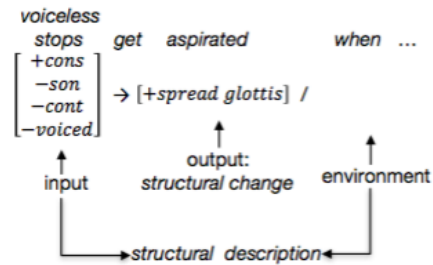 voiceless
stops get aspirated when ...
+cons
−son
−cont
−voiced
→ [+spread glottis] /
output:
input structural change environment
structural description